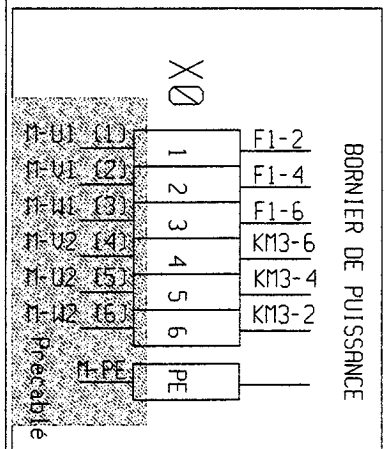 X0
BORNIER DE PUISSANCE
M-U1 (1) 1 F1-2
M-V1 (2) 2 F1-4
M-W1 (3) 3 F1-6
M-V2 (4) 4 KM3-6
M-U2 (5) 5 KM3-4
M-W2 (6) 6 KM3-2
M-PE PE
Précablé